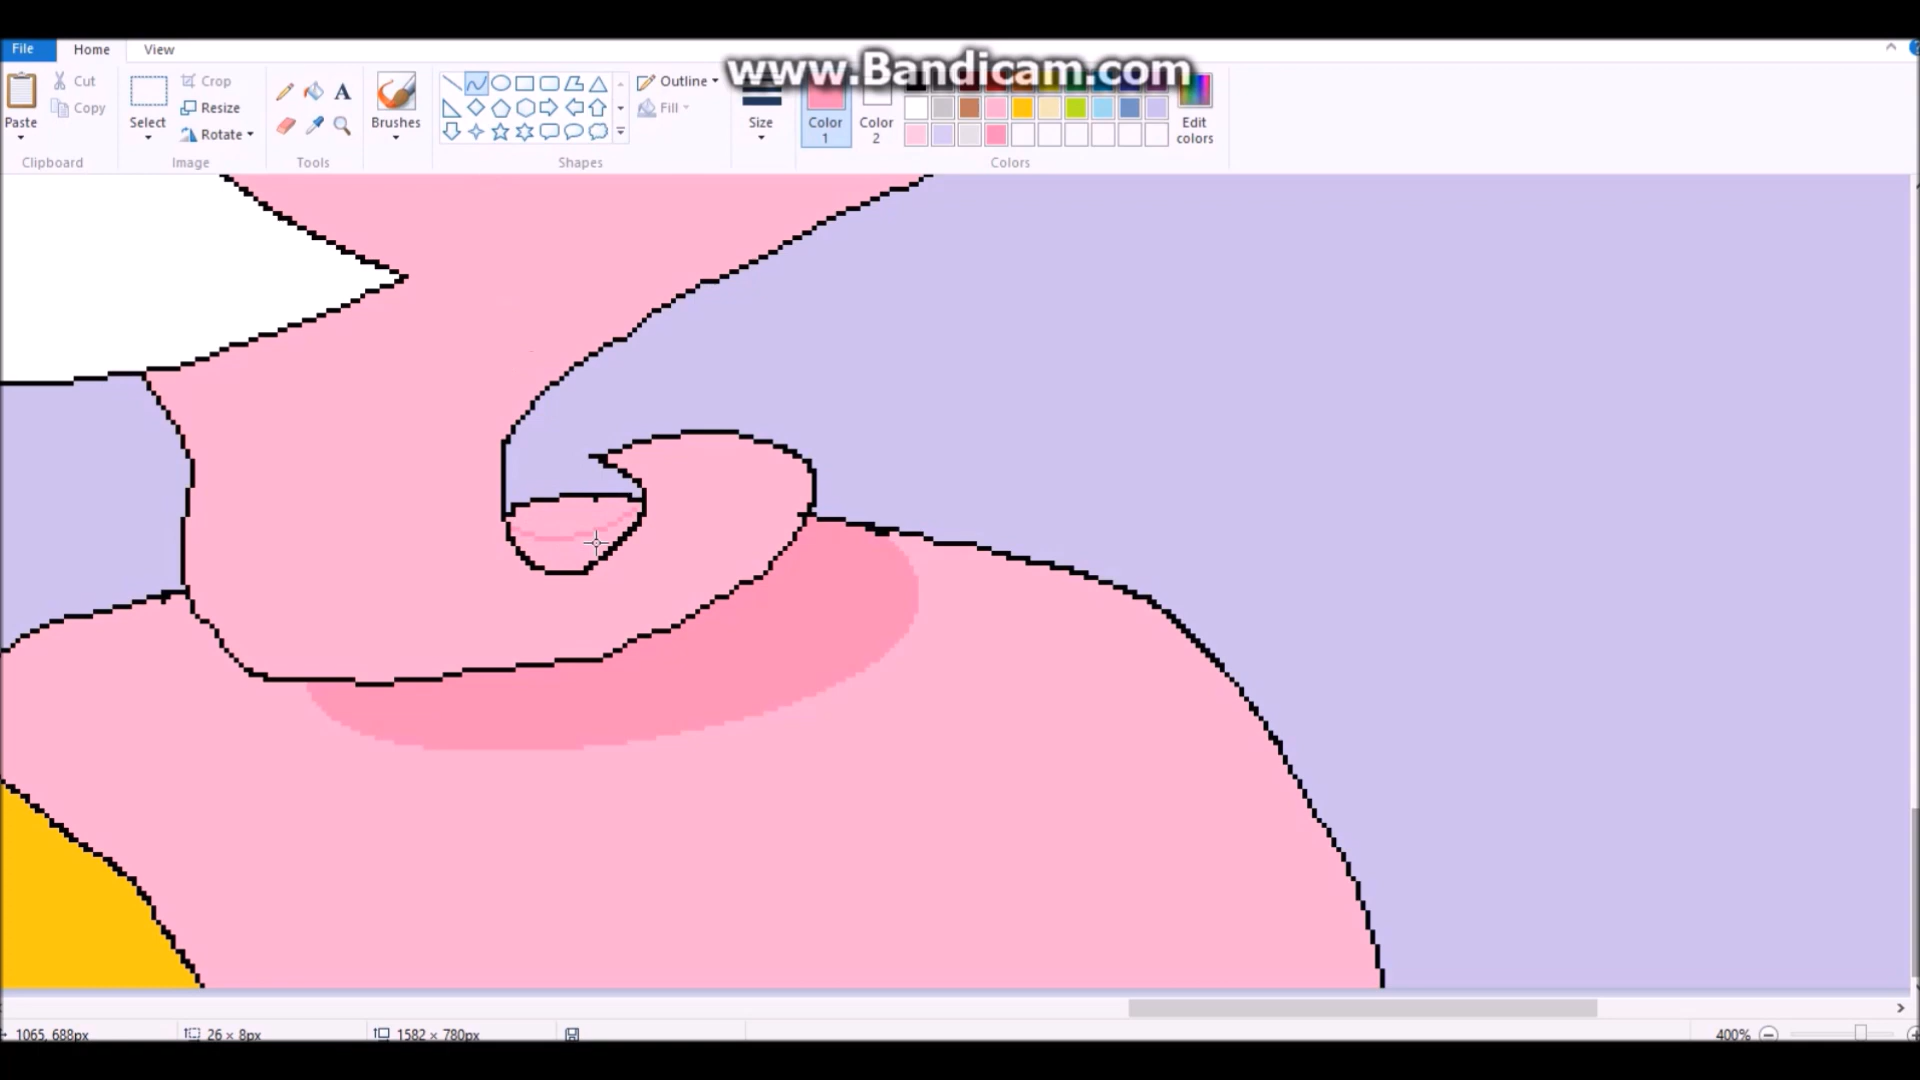 www.Bandicam.com
File Home View
Cut
Copy
Paste
Clipboard
Select
Crop
Resize
Rotate
Image
A
Tools
Brushes
Outline
Fill
Shapes
Size
Color 1
Color 2
Edit colors
Colors
1065, 688px
26 × 8px
1582 × 780px
400%